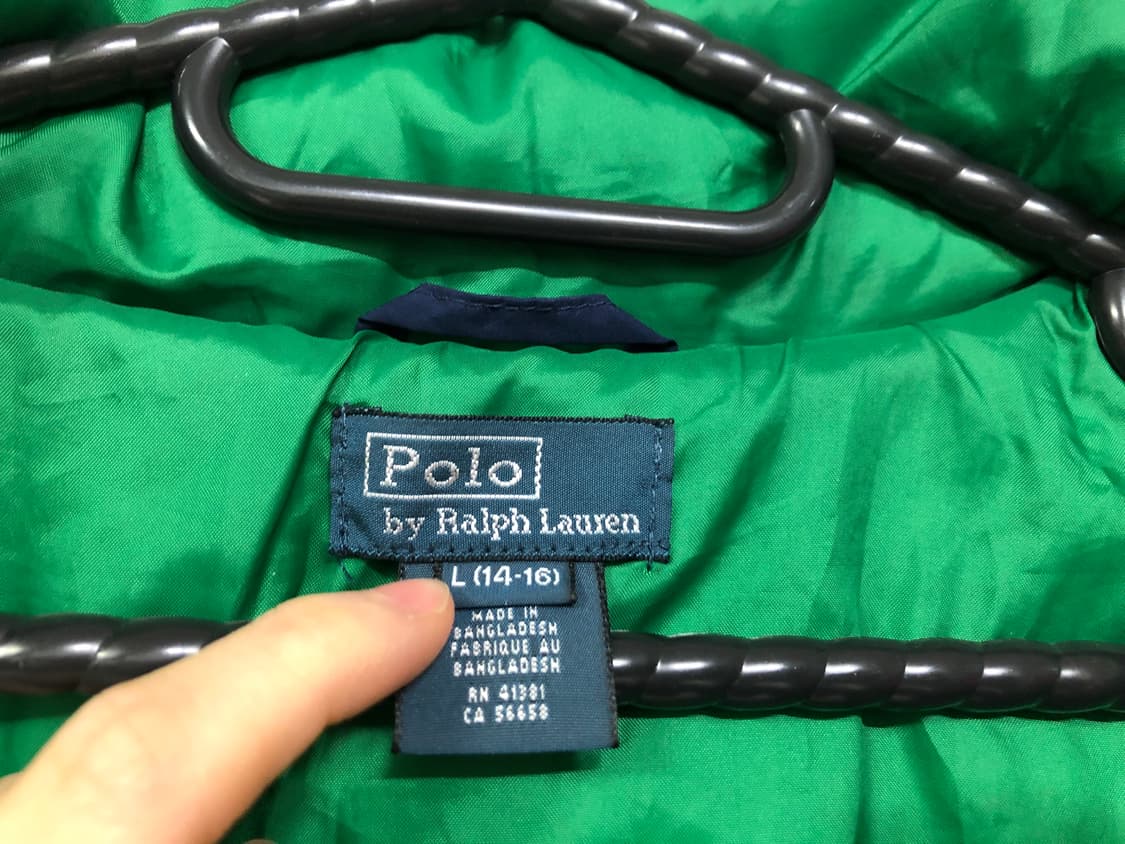 Polo
by Ralph Lauren
L (14-16)
MADE IN
BANGLADESH
FABRIQUE AU
BANGLADESH
RN 41381
CA 56658